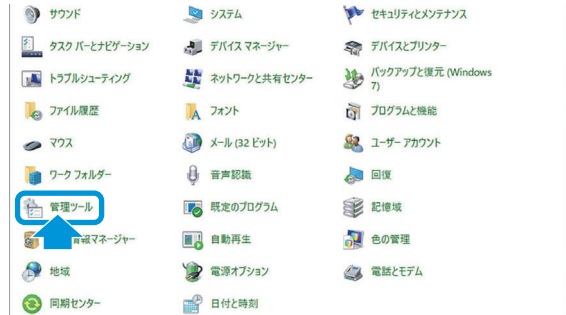 サウンド
システム
セキュリティとメンテナンス
タスク バーとナビゲーション
デバイス マネージャー
デバイスとプリンター
トラブルシューティング
ネットワークと共有センター
バックアップと復元 (Windows
7)
ファイル履歴
フォント
プログラムと機能
マウス
メール (32 ビット)
ユーザー アカウント
ワーク フォルダー
音声認識
回復
管理ツール
既定のプログラム
記憶域
情報マネージャー
自動再生
色の管理
地域
電源オプション
電話とモデム
同期センター
日付と時刻